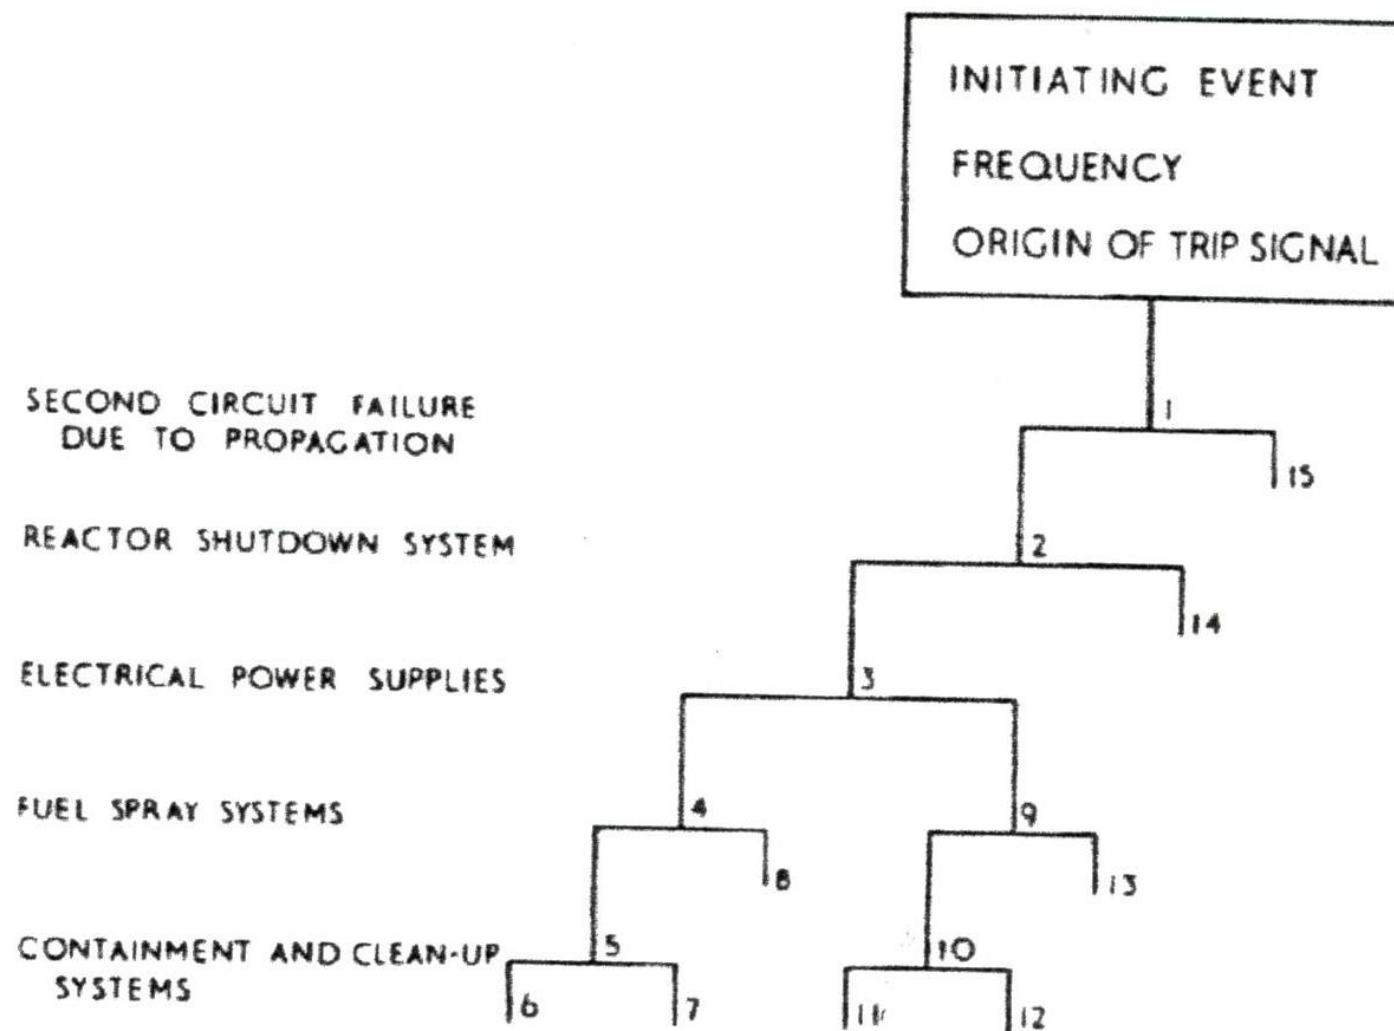 INITIATING EVENT
FREQUENCY
ORIGIN OF TRIP SIGNAL
SECOND CIRCUIT FAILURE
DUE TO PROPAGATION
1
15
REACTOR SHUTDOWN SYSTEM
2
14
ELECTRICAL POWER SUPPLIES
3
FUEL SPRAY SYSTEMS
4
9
8
13
CONTAINMENT AND CLEAN-UP
SYSTEMS
5
10
6
7
11
12